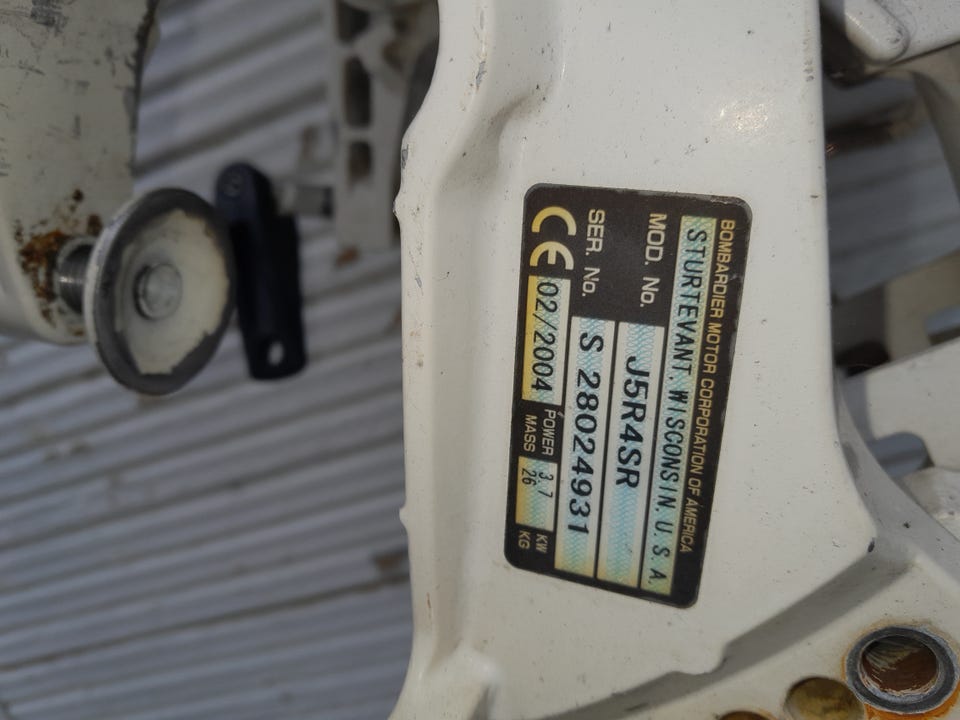 BOMBARDIER MOTOR CORPORATION OF AMERICA
STURTEVANT, WISCONSIN, U. S. A.
MOD. No. J5R4SR
SER. No. S 28024931
CE 02/2004 POWER 3.7 KW
MASS 26 KG